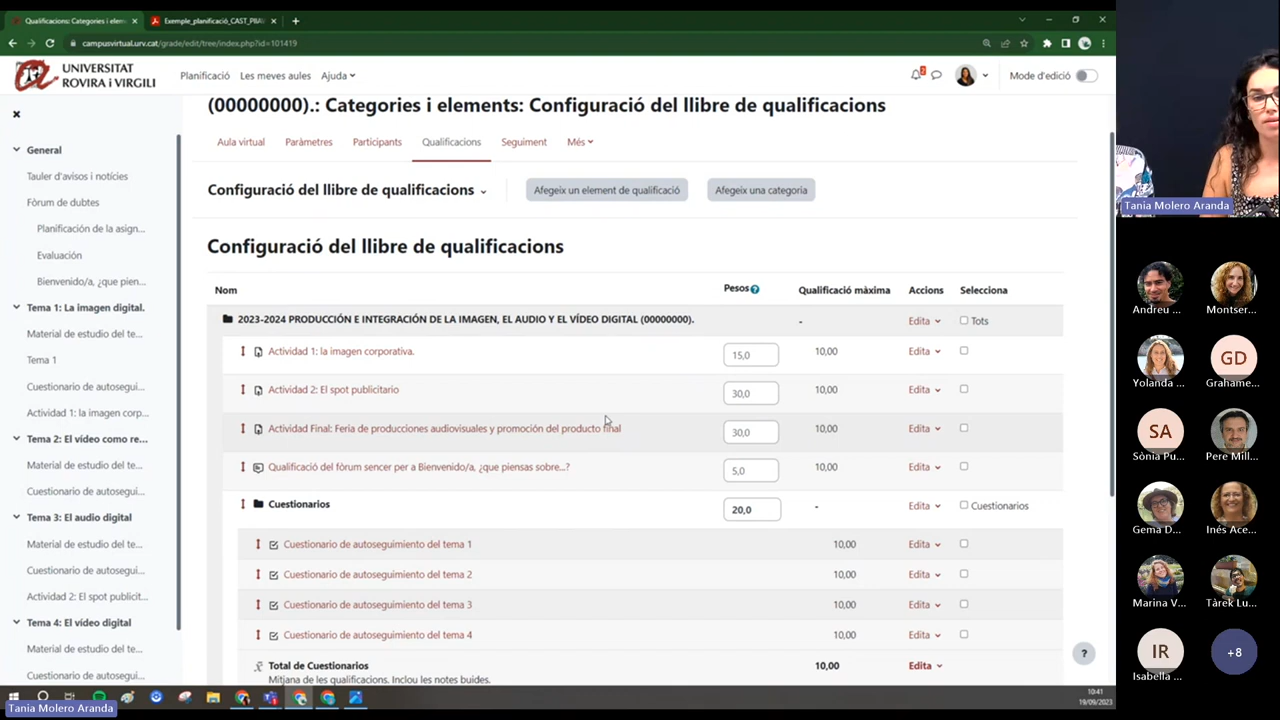 Qualificacions: Categories i elem
Exemple_planificació_CAST_PIIAV
campusvirtual.urv.cat/grade/edit/tree/index.php?id=101419
UNIVERSITAT
ROVIRA i VIRGILI
Planificació
Les meves aules
Ajuda
Mode d'edició
(00000000).: Categories i elements: Configuració del llibre de qualificacions
Aula virtual
Paràmetres
Participants
Qualificacions
Seguiment
Més
Configuració del llibre de qualificacions
Afegeix un element de qualificació
Afegeix una categoria
General
Tauler d'avisos i notícies
Fòrum de dubtes
Planificación de la asign...
Evaluación
Bienvenido/a, ¿que pien...
Tema 1: La imagen digital.
Material de estudio del te...
Tema 1
Cuestionario de autosegui...
Actividad 1: la imagen corp...
Tema 2: El vídeo como re...
Material de estudio del te...
Cuestionario de autosegui...
Tema 3: El audio digital
Material de estudio del te...
Cuestionario de autosegui...
Actividad 2: El spot publicit...
Tema 4: El vídeo digital
Material de estudio del te...
Cuestionario de autosegui...
Configuració del llibre de qualificacions
Nom
Pesos
Qualificació màxima
Accions
Selecciona
2023-2024 PRODUCCIÓN E INTEGRACIÓN DE LA IMAGEN, EL AUDIO Y EL VÍDEO DIGITAL (00000000).
-
Edita
Tots
Actividad 1: la imagen corporativa.
15,0
10,00
Edita
Actividad 2: El spot publicitario
30,0
10,00
Edita
Actividad Final: Feria de producciones audiovisuales y promoción del producto final
30,0
10,00
Edita
Qualificació del fòrum sencer per a Bienvenido/a, ¿que piensas sobre...?
5,0
10,00
Edita
Cuestionarios
20,0
-
Edita
Cuestionarios
Cuestionario de autoseguimiento del tema 1
10,00
Edita
Cuestionario de autoseguimiento del tema 2
10,00
Edita
Cuestionario de autoseguimiento del tema 3
10,00
Edita
Cuestionario de autoseguimiento del tema 4
10,00
Edita
Total de Cuestionarios
10,00
Edita
Mitjana de les qualificacions. Inclou les notes buides.
?
10:41
19/09/2023
Tania Molero Aranda
Tania Molero Aranda
Andreu ...
Montser...
Yolanda ...
GD
Grahame...
SA
Sònia Pu...
Pere Mill...
Gema D...
Inés Ace...
Marina V...
Tàrek Lu...
IR
Isabella ...
+8